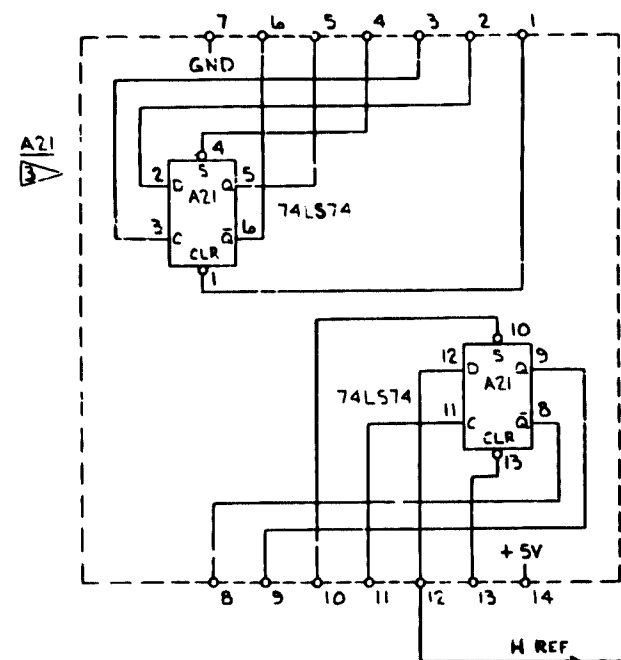 7 6 5 4 3 2 1
GND
A21
3
4
S
2 D Q 5
A21
74LS74
3 C Q̅ 6
CLR
1
10
S
12 D Q 9
A21
74LS74
11 C Q̅ 8
CLR
13
+5V
8 9 10 11 12 13 14
H REF